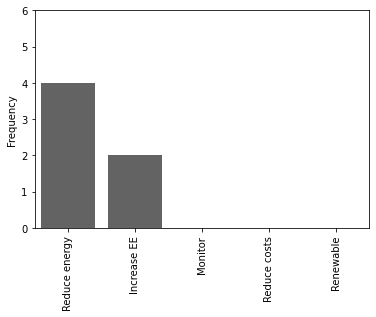 6
5
4
3
2
1
0
Frequency
Reduce energy
Increase EE
Monitor
Reduce costs
Renewable